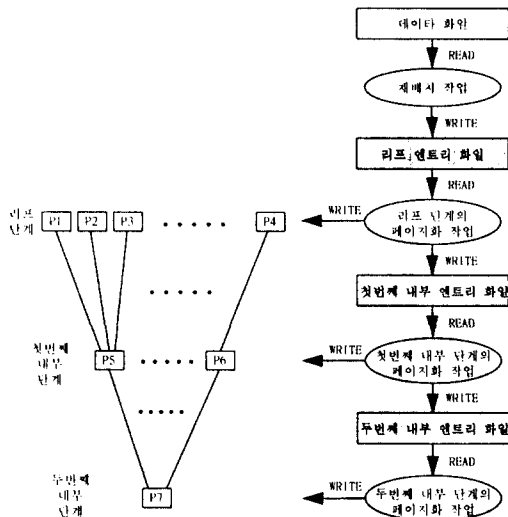 데이타 화일
READ
재배치 작업
WRITE
리프 엔트리 화일
READ
리프
단계
P1
P2
P3
P4
WRITE
리프 단계의
페이지화 작업
WRITE
첫번째 내부 엔트리 화일
READ
첫번째
내부
단계
P5
P6
WRITE
첫번째 내부 단계의
페이지화 작업
WRITE
두번째 내부 엔트리 화일
READ
두번째
내부
단계
P7
WRITE
두번째 내부 단계의
페이지화 작업